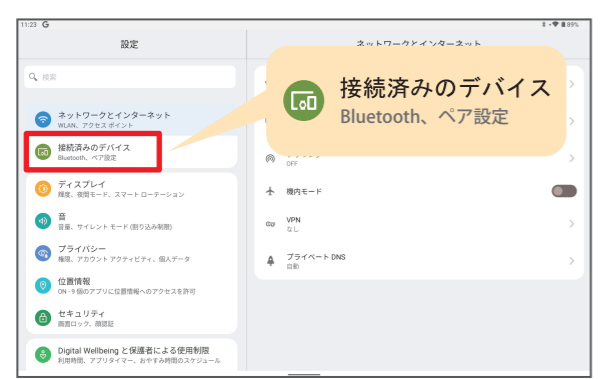 11:23 G
89%
設定
ネットワークとインターネット
検索
ネットワークとインターネット
WLAN、アクセス ポイント
接続済みのデバイス
Bluetooth、ペア設定
ディスプレイ
輝度、夜間モード、スマート ローテーション
音
音量、サイレント モード (割り込み制限)
プライバシー
権限、アカウント アクティビティ、個人データ
位置情報
ON - 9 個のアプリに位置情報へのアクセスを許可
セキュリティ
画面ロック、顔認証
Digital Wellbeing と保護者による使用制限
利用時間、アプリタイマー、おやすみ時間のスケジュール
接続済みのデバイス
Bluetooth、ペア設定
OFF
機内モード
VPN
なし
プライベート DNS
自動